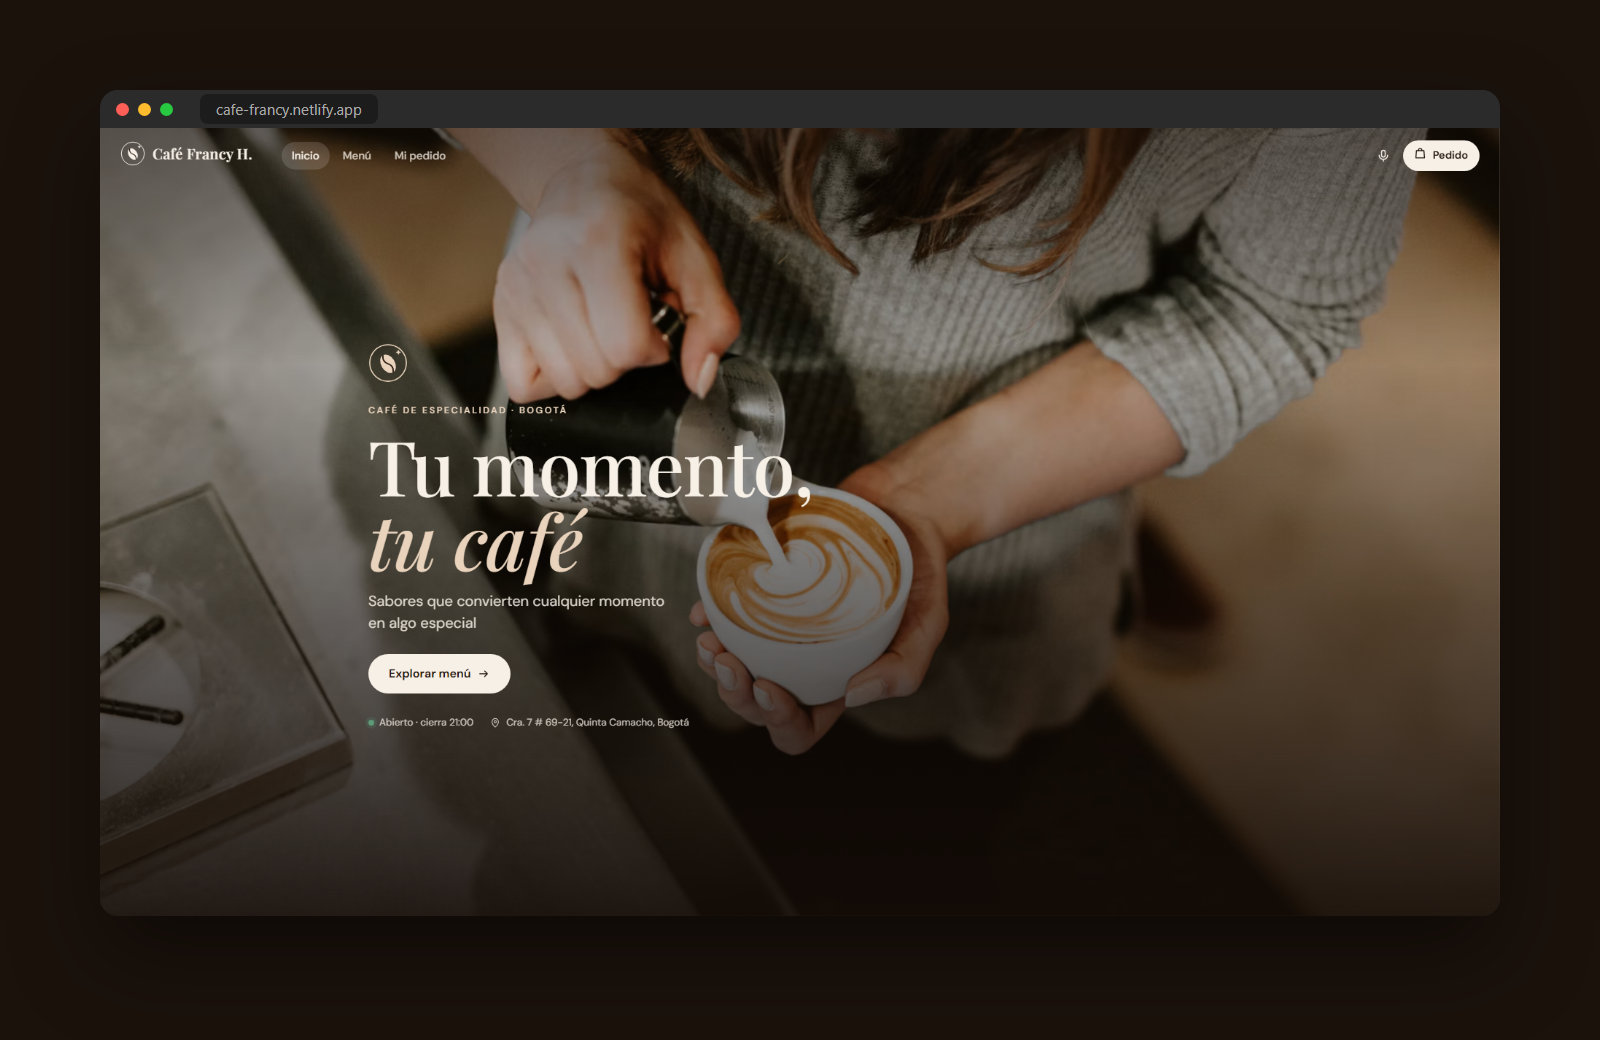 cafe-francy.netlify.app
Café Francy H.
Inicio
Menú
Mi pedido
Pedido
CAFÉ DE ESPECIALIDAD · BOGOTÁ
Tu momento,
tu café
Sabores que convierten cualquier momento
en algo especial
Explorar menú →
Abierto · cierra 21:00
Cra. 7 # 69-21, Quinta Camacho, Bogotá